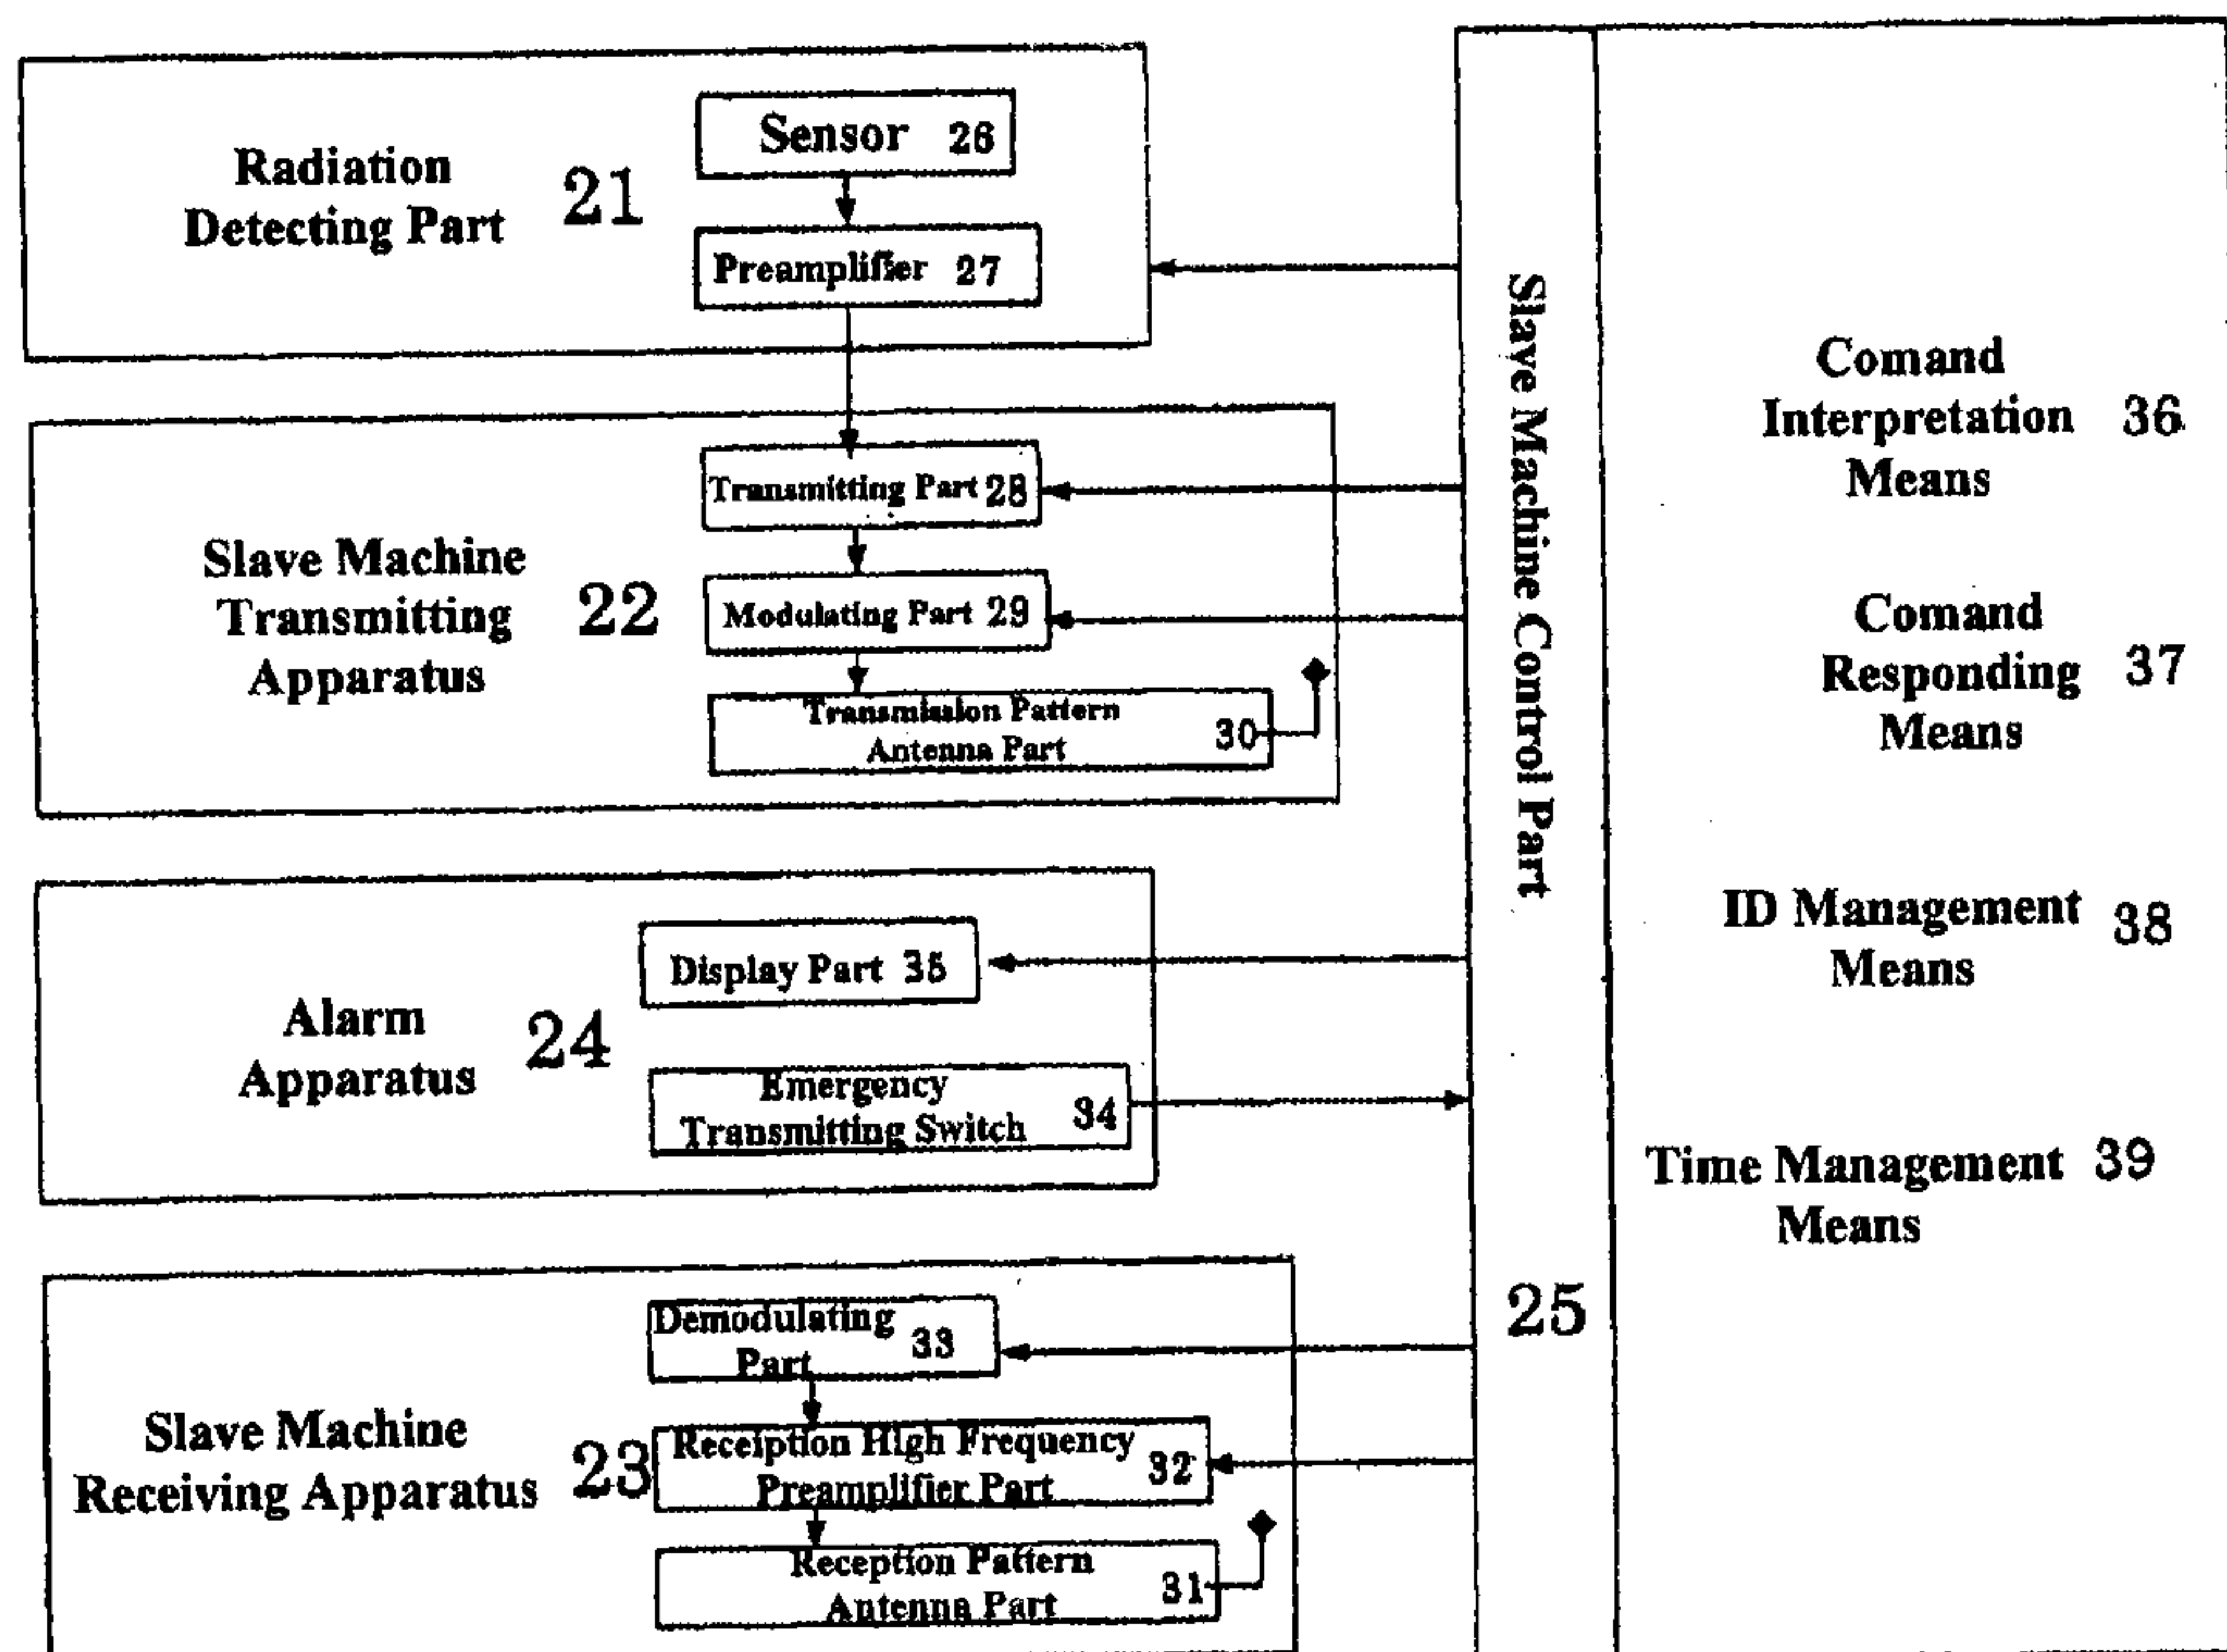 Radiation
Detecting Part 21
Sensor 26
Preamplifier 27
Slave Machine
Transmitting
Apparatus 22
Transmitting Part 28
Modulating Part 29
Transmission Pattern
Antenna Part 30
Alarm
Apparatus 24
Display Part 35
Emergency
Transmitting Switch 34
Slave Machine
Receiving Apparatus 23
Demodulating
Part 33
Receiption High Frequency
Preamplifier Part 32
Reception Pattern
Antenna Part 31
Slave Machine Control Part
25
Comand
Interpretation 36
Means
Comand
Responding 37
Means
ID Management 38
Means
Time Management 39
Means